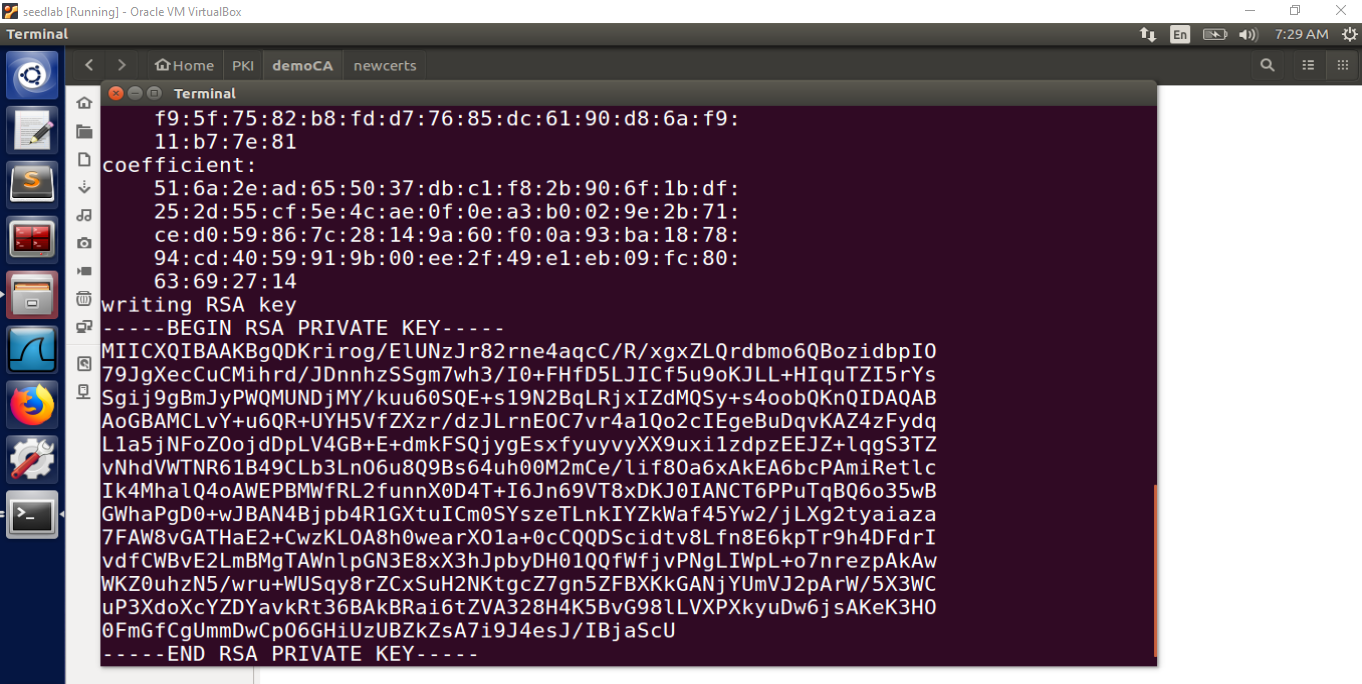 seedlab [Running] - Oracle VM VirtualBox
Terminal
En
7:29 AM
Home
PKI
demoCA
newcerts
Terminal
f9:5f:75:82:b8:fd:d7:76:85:dc:61:90:d8:6a:f9:
11:b7:7e:81
coefficient:
51:6a:2e:ad:65:50:37:db:c1:f8:2b:90:6f:1b:df:
25:2d:55:cf:5e:4c:ae:0f:0e:a3:b0:02:9e:2b:71:
ce:d0:59:86:7c:28:14:9a:60:f0:0a:93:ba:18:78:
94:cd:40:59:91:9b:00:ee:2f:49:e1:eb:09:fc:80:
63:69:27:14
writing RSA key
-----BEGIN RSA PRIVATE KEY-----
MIICXQIBAAKBgQDKrirog/ElUNzJr82rne4aqcC/R/xgxZLQrdbmo6QBozidbpIO
79JgXecCuCMihrd/JDnnhzSSgm7wh3/I0+FHfD5LJICf5u9oKJLL+HIquTZI5rYs
Sgij9gBmJyPWQMUNDjMY/kuu60SQE+s19N2BqLRjxIZdMQSy+s4oobQKnQIDAQAB
AoGBAMCLvY+u6QR+UYH5VfZXzr/dzJLrnEOC7vr4a1Qo2cIEgeBuDqvKAZ4zFydq
L1a5jNFoZOojdDpLV4GB+E+dmkFSQjygEsxfyuyvyXX9uxi1zdpzEEJZ+lqgS3TZ
vNhdVWTNR61B49CLb3LnO6u8Q9Bs64uh00M2mCe/lif8Oa6xAkEA6bcPAmiRetlc
Ik4MhalQ4oAWEPBMWfRL2funnX0D4T+I6Jn69VT8xDKJ0IANCT6PPuTqBQ6o35wB
GWhaPgD0+wJBAN4Bjpb4R1GXtuICm0SYszeTLnkIYZkWaf45Yw2/jLXg2tyaiaza
7FAW8vGATHaE2+CwzKLOA8h0wearXO1a+0cCQQDScidtv8Lfn8E6kpTr9h4DFdrI
vdfCWBvE2LmBMgTAWnlpGN3E8xX3hJpbyDH01QQfWfjvPNgLIWpL+o7nrezpAkAw
WKZ0uhzN5/wru+WUSqy8rZCxSuH2NKtgcZ7gn5ZFBXKkGANjYUmVJ2pArW/5X3WC
uP3XdoXcYZDYavkRt36BAkBRai6tZVA328H4K5BvG98lLVXPXkyuDw6jsAKeK3HO
0FmGfCgUmmDwCpO6GHiUzUBZkZsA7i9J4esJ/IBjaScU
-----END RSA PRIVATE KEY-----